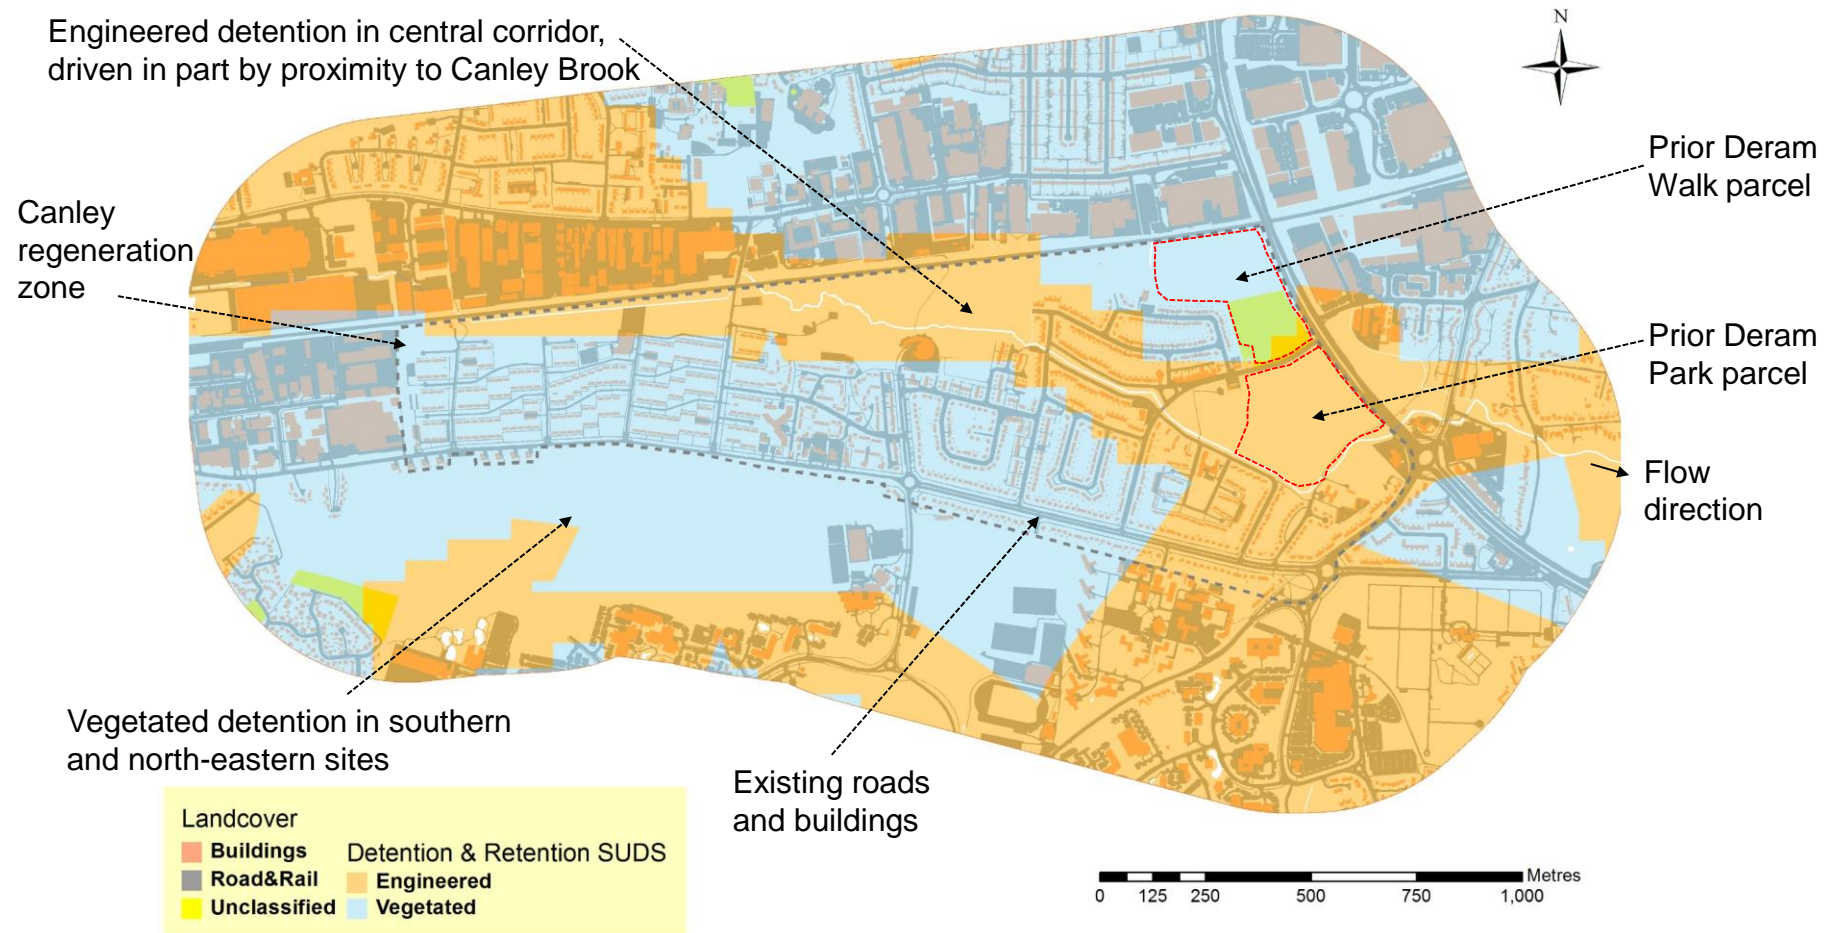 Engineered detention in central corridor,
driven in part by proximity to Canley Brook
N
Prior Deram
Walk parcel
Canley
regeneration
zone
Prior Deram
Park parcel
Flow
direction
Vegetated detention in southern
and north-eastern sites
Existing roads
and buildings
Landcover
Buildings
Road&Rail
Unclassified
Detention & Retention SUDS
Engineered
Vegetated
Metres
0 125 250 500 750 1,000